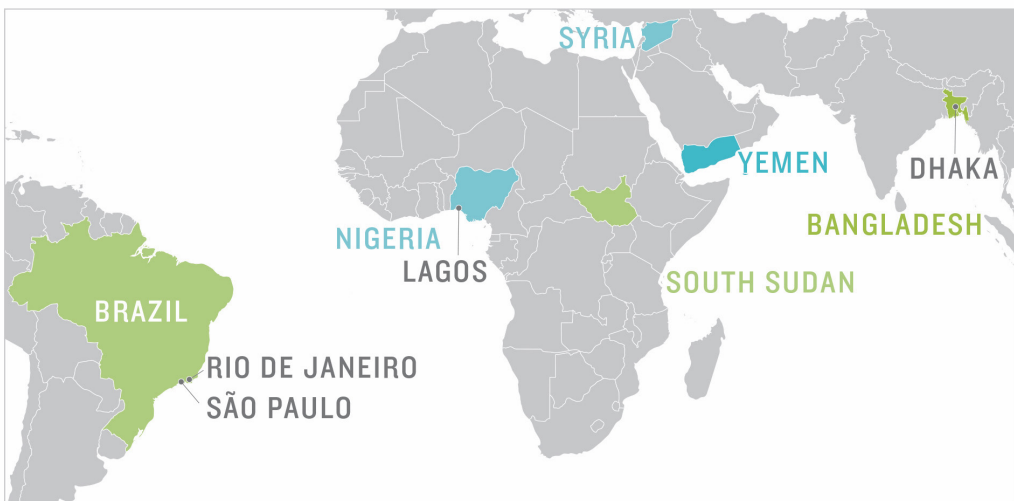 SYRIA
YEMEN
DHAKA
BANGLADESH
NIGERIA
LAGOS
SOUTH SUDAN
BRAZIL
RIO DE JANEIRO
SÃO PAULO